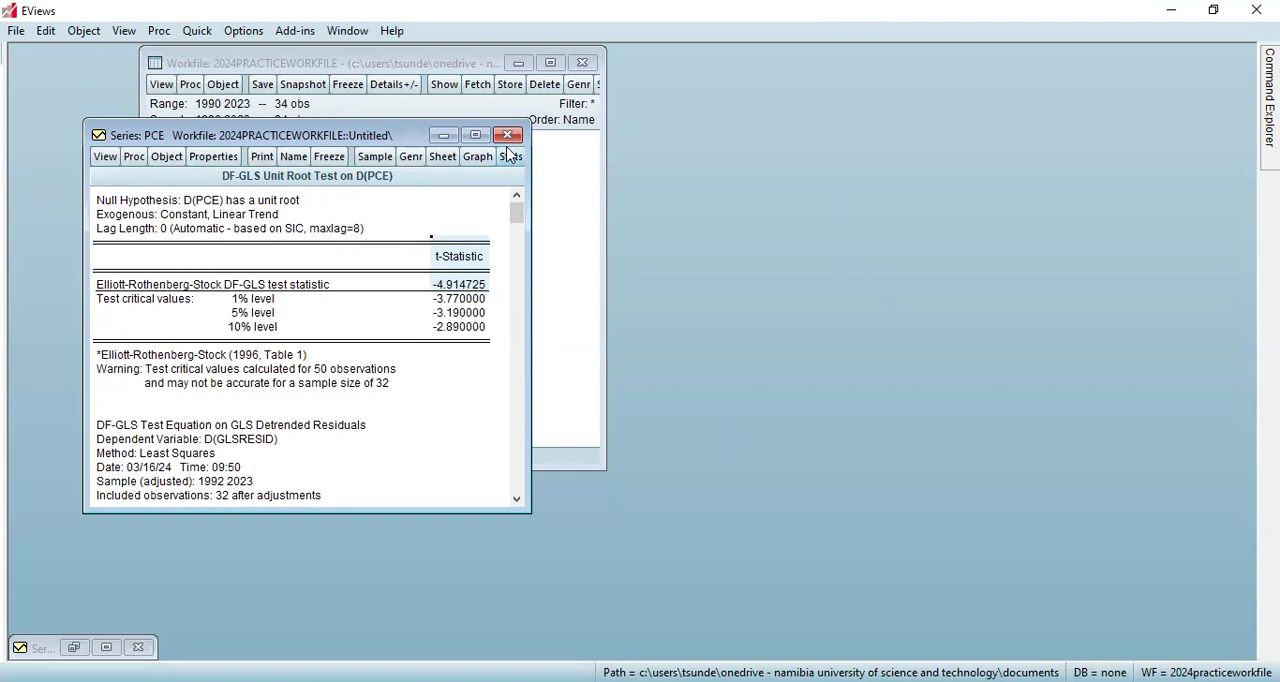 EViews
File Edit Object View Proc Quick Options Add-ins Window Help
Command Explorer
Workfile: 2024PRACTICEWORKFILE - (c:\users\tsunde\onedrive - n...
View Proc Object Save Snapshot Freeze Details+/- Show Fetch Store Delete Genr S
Range: 1990 2023 -- 34 obs Filter: *
Order: Name
Series: PCE Workfile: 2024PRACTICEWORKFILE::Untitled\
View Proc Object Properties Print Name Freeze Sample Genr Sheet Graph Stats
DF-GLS Unit Root Test on D(PCE)
Null Hypothesis: D(PCE) has a unit root
Exogenous: Constant, Linear Trend
Lag Length: 0 (Automatic - based on SIC, maxlag=8)
t-Statistic
Elliott-Rothenberg-Stock DF-GLS test statistic -4.914725
Test critical values: 1% level -3.770000
5% level -3.190000
10% level -2.890000
*Elliott-Rothenberg-Stock (1996, Table 1)
Warning: Test critical values calculated for 50 observations
and may not be accurate for a sample size of 32
DF-GLS Test Equation on GLS Detrended Residuals
Dependent Variable: D(GLSRESID)
Method: Least Squares
Date: 03/16/24 Time: 09:50
Sample (adjusted): 1992 2023
Included observations: 32 after adjustments
Ser...
Path = c:\users\tsunde\onedrive - namibia university of science and technology\documents DB = none WF = 2024practiceworkfile